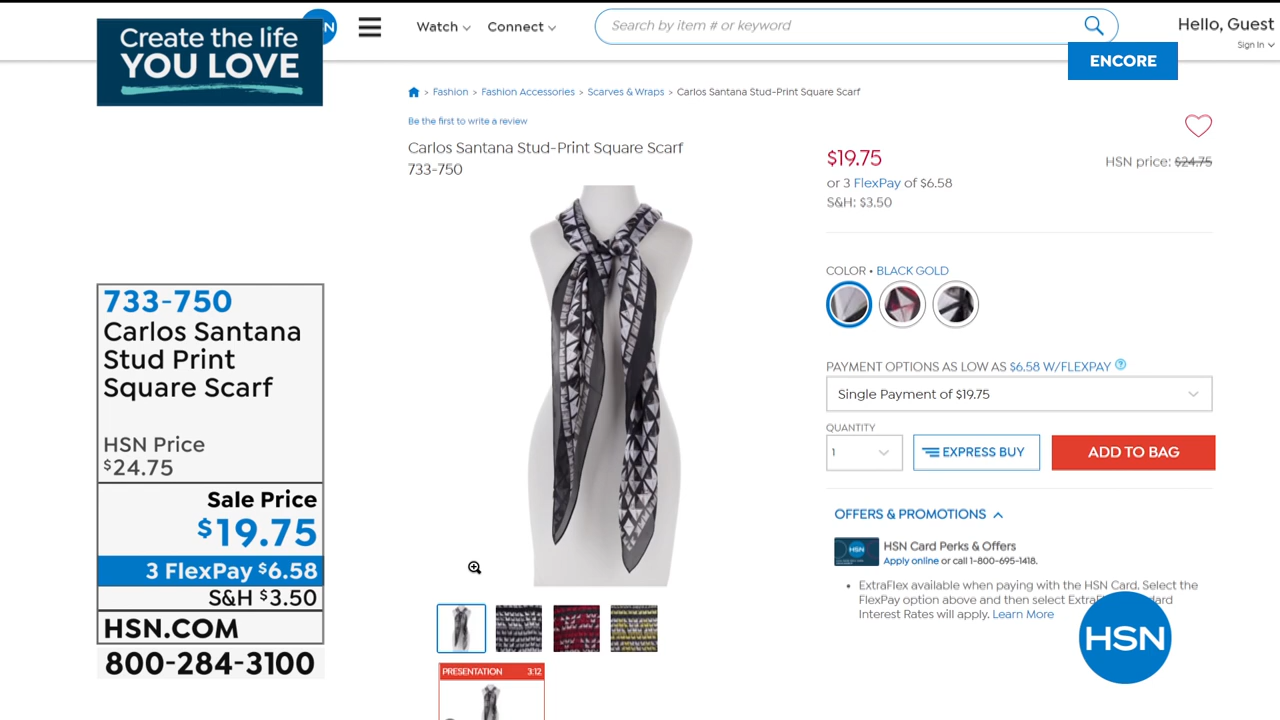 Create the life
YOU LOVE
Watch
Connect
Search by item # or keyword
Hello, Guest
Sign In
ENCORE
> Fashion > Fashion Accessories > Scarves & Wraps > Carlos Santana Stud-Print Square Scarf
Be the first to write a review
Carlos Santana Stud-Print Square Scarf
733-750
$19.75
HSN price: $24.75
or 3 FlexPay of $6.58
S&H: $3.50
COLOR • BLACK GOLD
PAYMENT OPTIONS AS LOW AS $6.58 W/FLEXPAY ?
Single Payment of $19.75
QUANTITY
1
EXPRESS BUY
ADD TO BAG
OFFERS & PROMOTIONS
HSN
HSN Card Perks & Offers
Apply online or call 1-800-695-1418.
• ExtraFlex available when paying with the HSN Card. Select the
FlexPay option above and then select
Interest Rates will apply. Learn More
HSN
PRESENTATION 3:12
733-750
Carlos Santana
Stud Print
Square Scarf
HSN Price
$24.75
Sale Price
$19.75
3 FlexPay $6.58
S&H $3.50
HSN.COM
800-284-3100